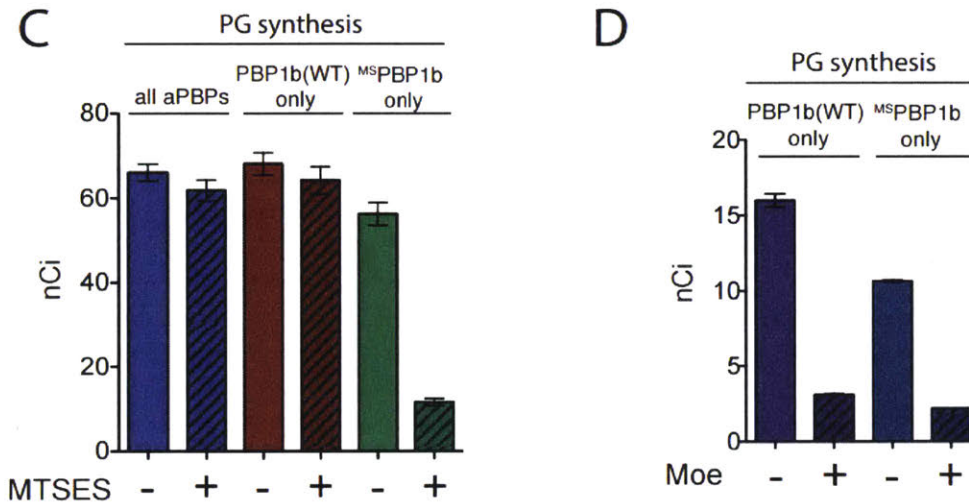 C
PG synthesis
all aPBPs
PBP1b(WT) only
MSPBP1b only
80
60
40
20
0
nCi
MTSES - + - + - +
D
PG synthesis
PBP1b(WT) only
MSPBP1b only
20
15
10
5
0
nCi
Moe - + - +